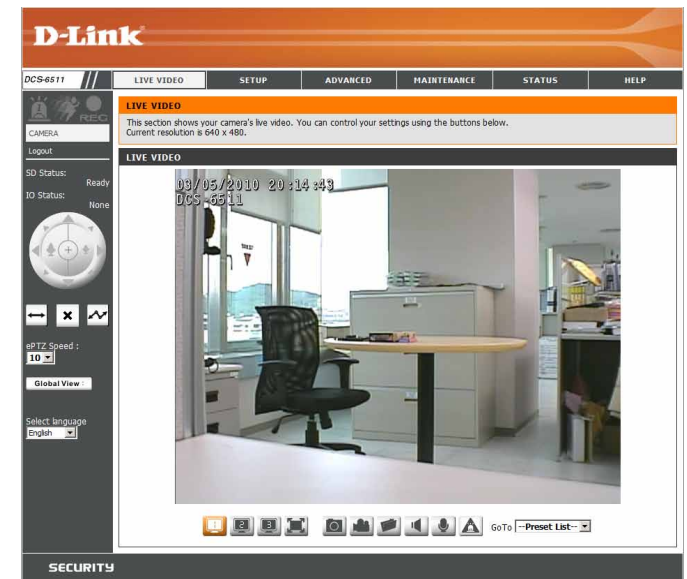 D-Link
DCS-6511
LIVE VIDEO
SETUP
ADVANCED
MAINTENANCE
STATUS
HELP
REC
CAMERA
Logout
SD Status:
Ready
IO Status:
None
ePTZ Speed :
10
Global View :
Select language
English
LIVE VIDEO
This section shows your camera's live video. You can control your settings using the buttons below.
Current resolution is 640 x 480.
LIVE VIDEO
03/05/2010 20:14:43
DCS-6511
1
2
3
GoTo
--Preset List--
SECURITY